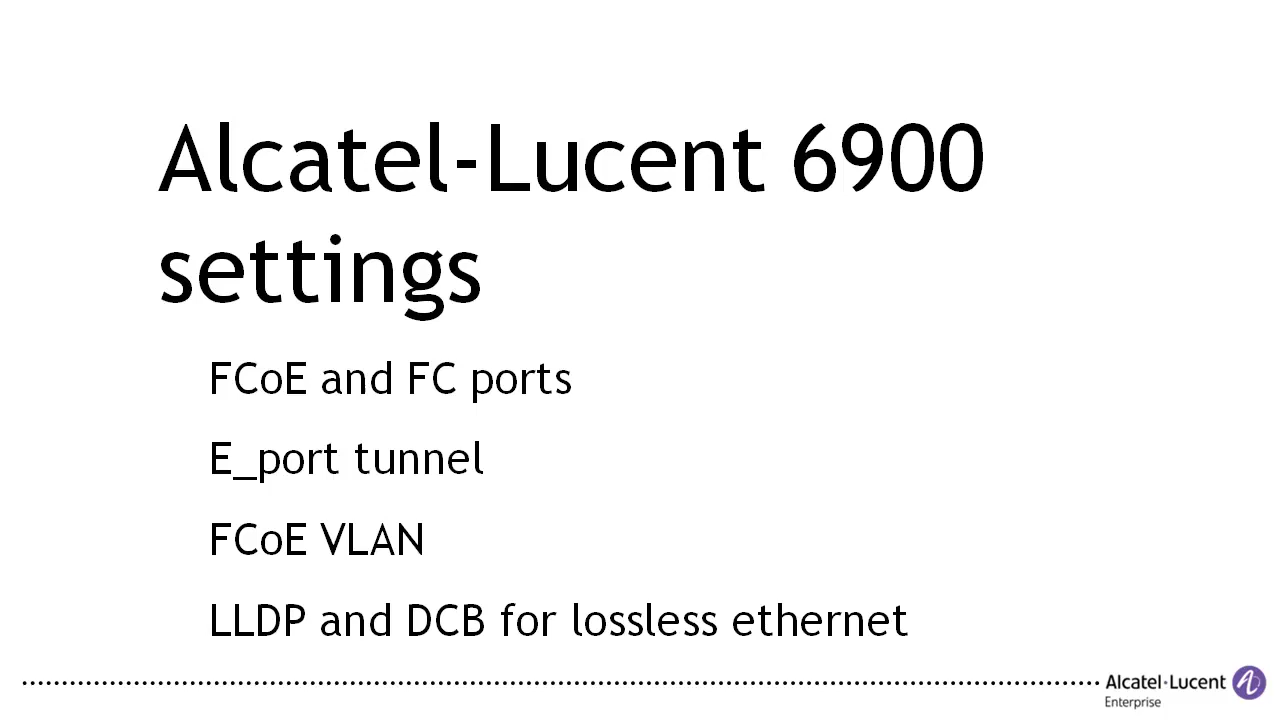 Alcatel-Lucent 6900
settings
FCoE and FC ports
E_port tunnel
FCoE VLAN
LLDP and DCB for lossless ethernet
Alcatel·Lucent
Enterprise